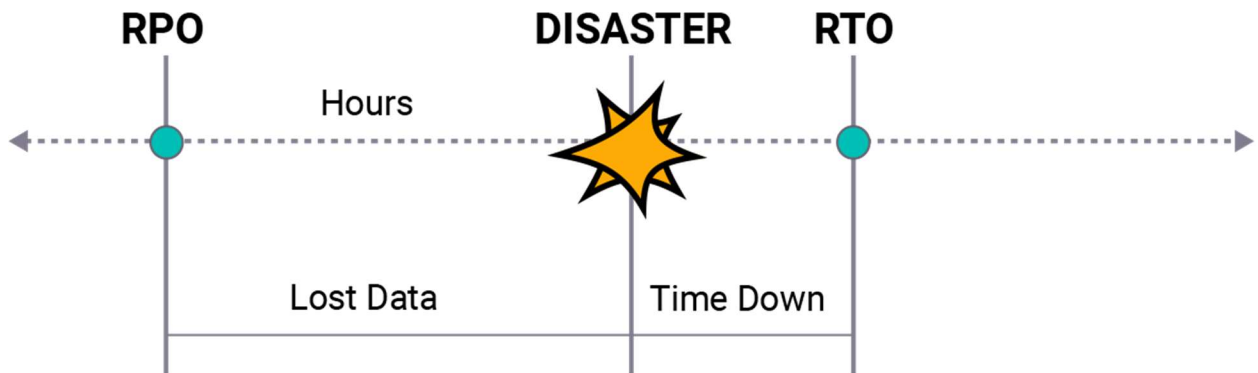 RPO
DISASTER
RTO
Hours
Lost Data
Time Down